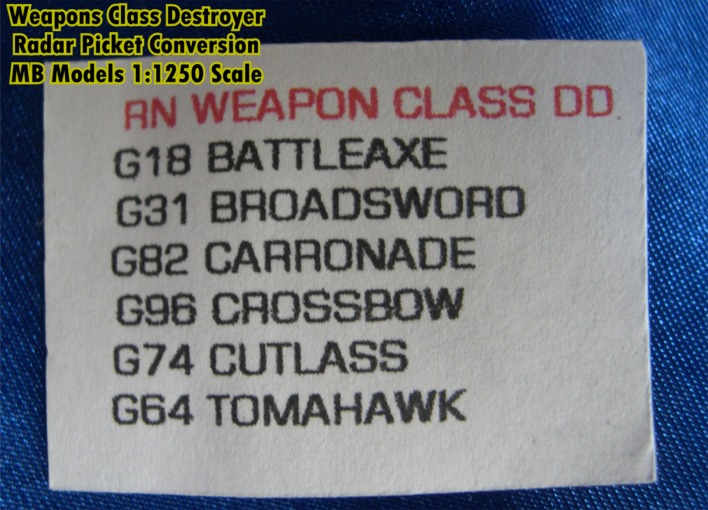 Weapons Class Destroyer
Radar Picket Conversion
MB Models 1:1250 Scale
RN WEAPON CLASS DD
G18 BATTLEAXE
G31 BROADSWORD
G82 CARRONADE
G96 CROSSBOW
G74 CUTLASS
G64 TOMAHAWK